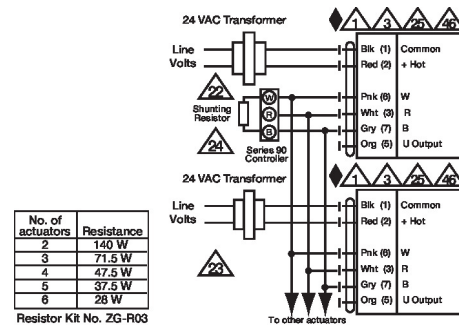 24 VAC Transformer
1 3 25 46
Line
Volts
Blk (1) Common
Red (2) + Hot
22
Shunting
Resistor
W
R
B
Pnk (6) W
Wht (3) R
Gry (7) B
Org (5) U Output
24
Series 90
Controller
24 VAC Transformer
1 3 25 46
Line
Volts
Blk (1) Common
Red (2) + Hot
23
Pnk (6) W
Wht (3) R
Gry (7) B
Org (5) U Output
To other actuators
No. of
actuators Resistance
2 140 W
3 71.5 W
4 47.5 W
5 37.5 W
6 28 W
Resistor Kit No. ZG-R03